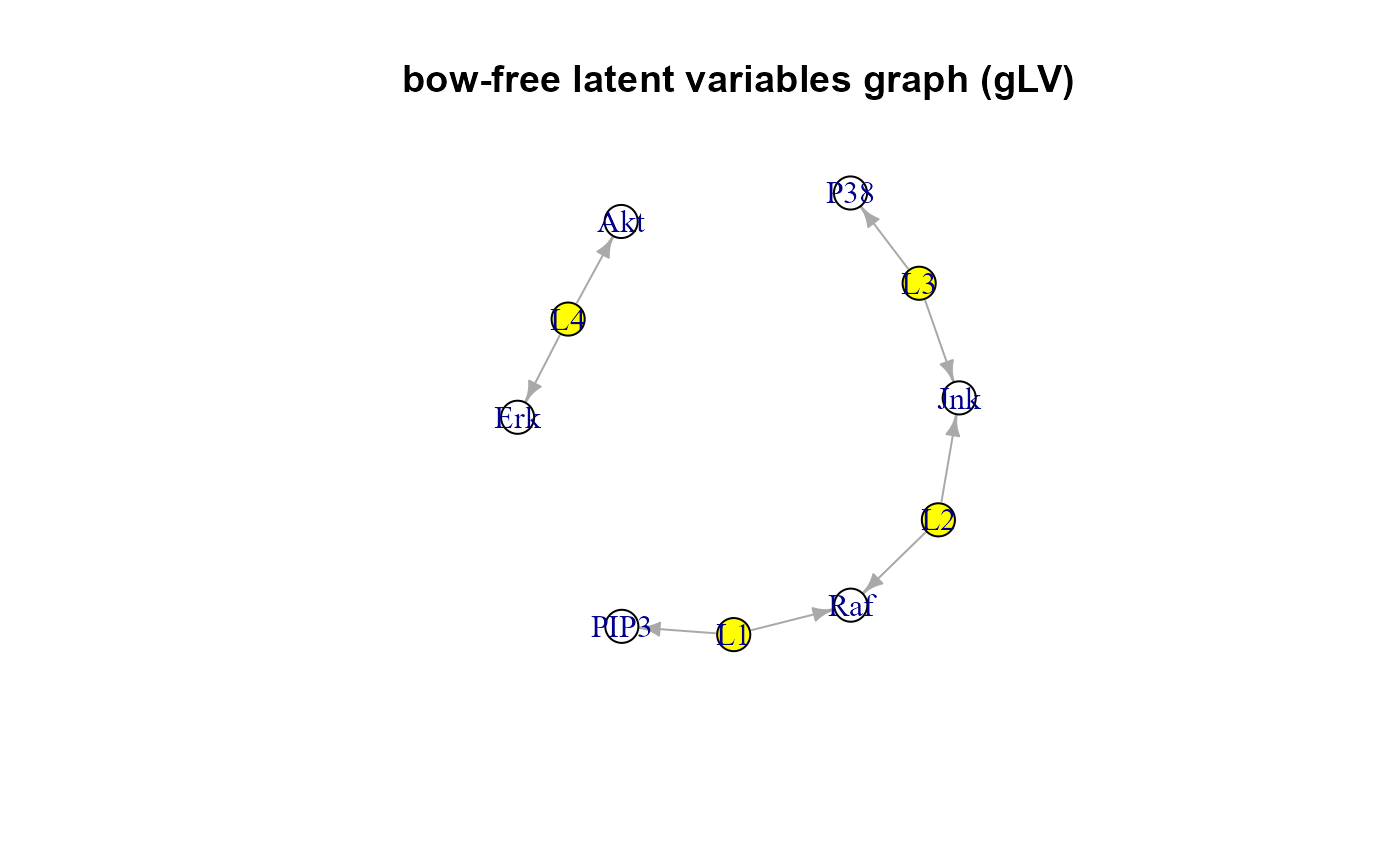 bow-free latent variables graph (gLV)
P38
Akt
L3
L4
Jnk
Erk
L2
Raf
PIP3
L1